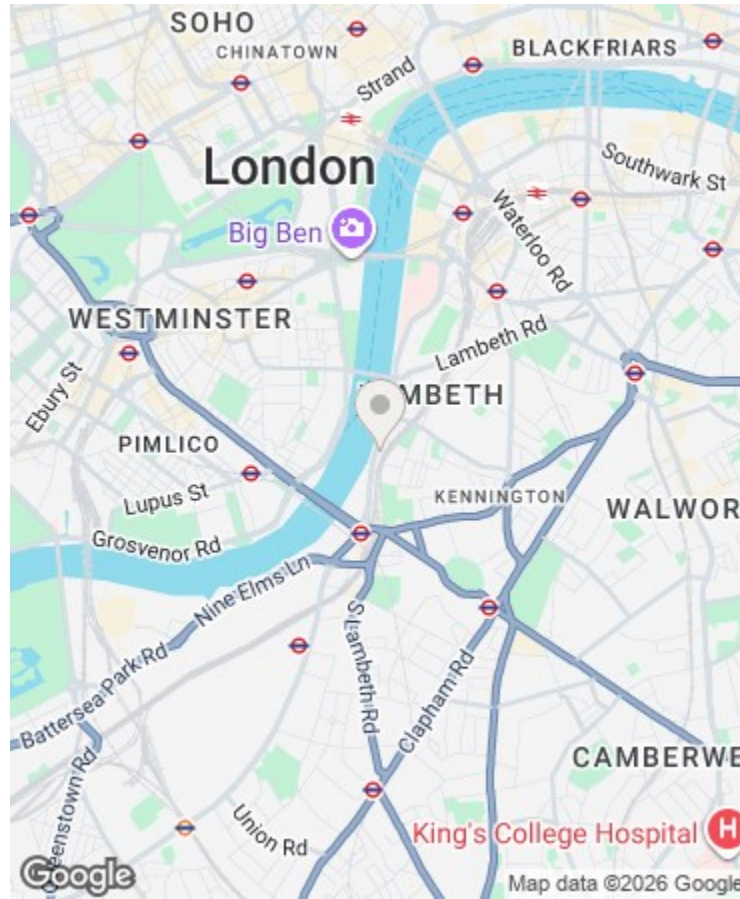 SOHO
CHINATOWN
BLACKFRIARS
Strand
London
Southwark St
Big Ben
Waterloo Rd
WESTMINSTER
Lambeth Rd
Ebury St
MBETH
PIMLICO
KENNINGTON
Lupus St
WALWOR
Grosvenor Rd
Nine Elms Ln
S Lambeth Rd
Battersea Park Rd
Clapham Rd
CAMBERWE
ueenstown Rd
Union Rd
King's College Hospital
H
Google
Map data ©2026 Google